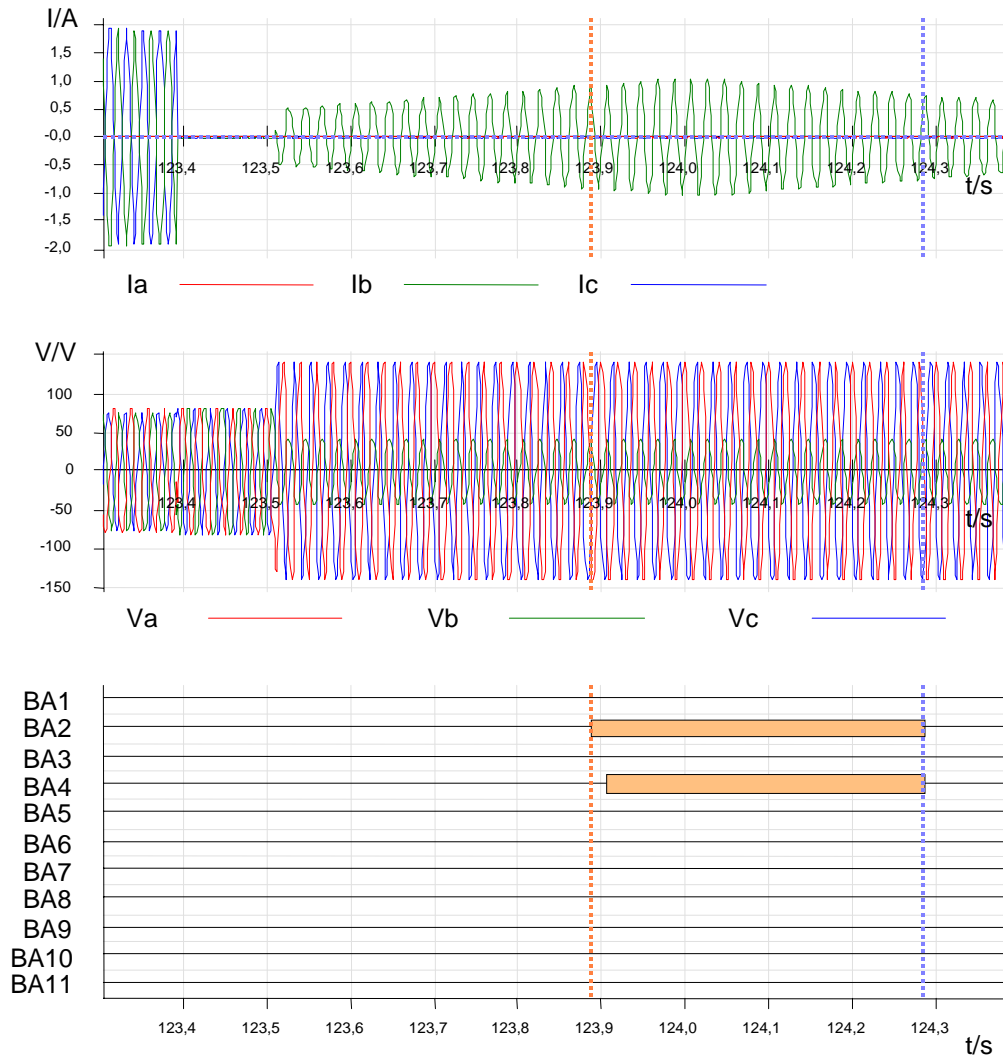 I/A
1,5
1,0
0,5
-0,0
-0,5
-1,0
-1,5
-2,0
123,4 123,5 123,6 123,7 123,8 123,9 124,0 124,1 124,2 124,3
t/s
Ia Ib Ic
V/V
100
50
0
-50
-100
-150
123,4 123,5 123,6 123,7 123,8 123,9 124,0 124,1 124,2 124,3
t/s
Va Vb Vc
BA1
BA2
BA3
BA4
BA5
BA6
BA7
BA8
BA9
BA10
BA11
123,4 123,5 123,6 123,7 123,8 123,9 124,0 124,1 124,2 124,3
t/s